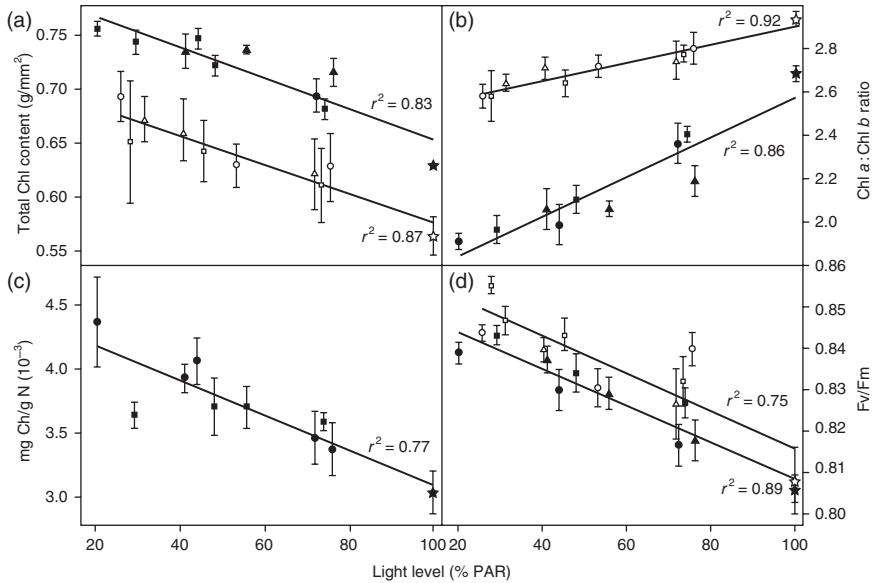 (a)
(b)
0.75
0.70
0.65
0.60
0.55
Total Chl content (g/mm²)
r² = 0.83
r² = 0.87
r² = 0.92
r² = 0.86
2.8
2.6
2.4
2.2
2.0
Chl a:Chl b ratio
(c)
(d)
4.5
4.0
3.5
3.0
mg Ch/g N (10⁻³)
r² = 0.77
r² = 0.75
r² = 0.89
0.86
0.85
0.84
0.83
0.82
0.81
0.80
Fv/Fm
20 40 60 80 100 20 40 60 80 100
Light level (% PAR)